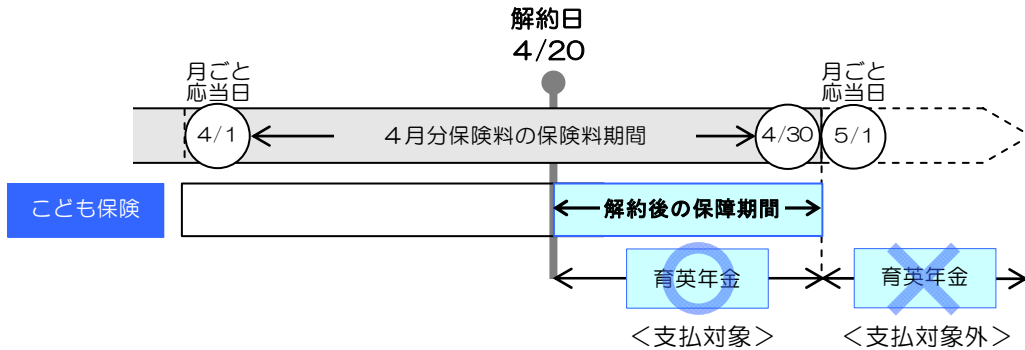 解約日
4/20
月ごと
応当日
月ごと
応当日
4/1
４月分保険料の保険料期間
4/30
5/1
こども保険
解約後の保障期間
育英年金
育英年金
＜支払対象＞
＜支払対象外＞